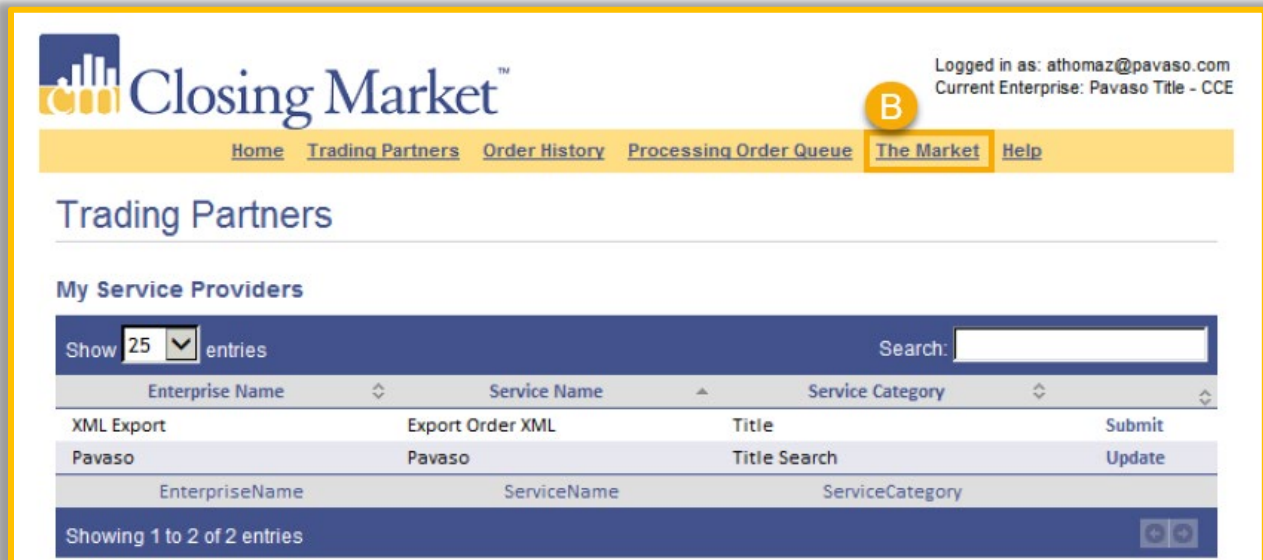 cm Closing Market™
Logged in as: athomaz@pavaso.com
Current Enterprise: Pavaso Title - CCE
B
Home Trading Partners Order History Processing Order Queue The Market Help
Trading Partners
My Service Providers
Show 25 entries Search:
Enterprise Name Service Name Service Category
XML Export Export Order XML Title Submit
Pavaso Pavaso Title Search Update
EnterpriseName ServiceName ServiceCategory
Showing 1 to 2 of 2 entries